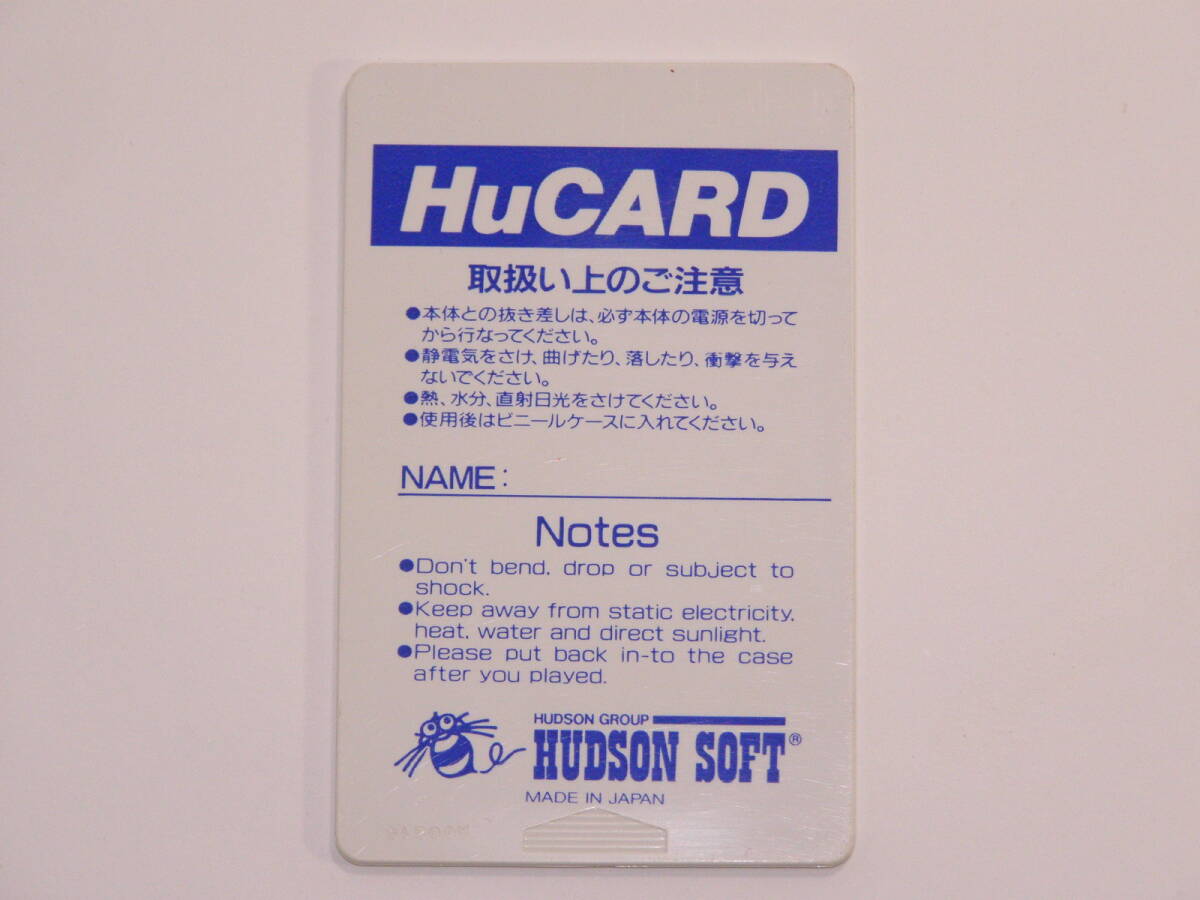 HuCARD
取扱い上のご注意
●本体との抜き差しは、必ず本体の電源を切って
から行なってください。
●静電気をさけ、曲げたり、落したり、衝撃を与え
ないでください。
●熱、水分、直射日光をさけてください。
●使用後はビニールケースに入れてください。
NAME:
Notes
●Don't bend, drop or subject to
shock.
●Keep away from static electricity,
heat, water and direct sunlight.
●Please put back in-to the case
after you played.
HUDSON GROUP
HUDSON SOFT®
MADE IN JAPAN